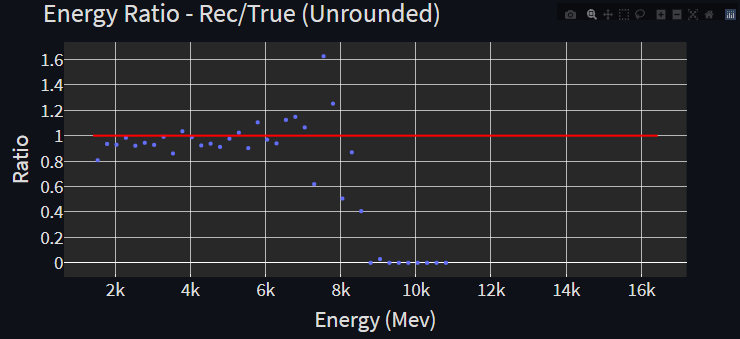 Energy Ratio - Rec/True (Unrounded)
1.6
1.4
1.2
1
0.8
0.6
0.4
0.2
0
Ratio
2k 4k 6k 8k 10k 12k 14k 16k
Energy (Mev)